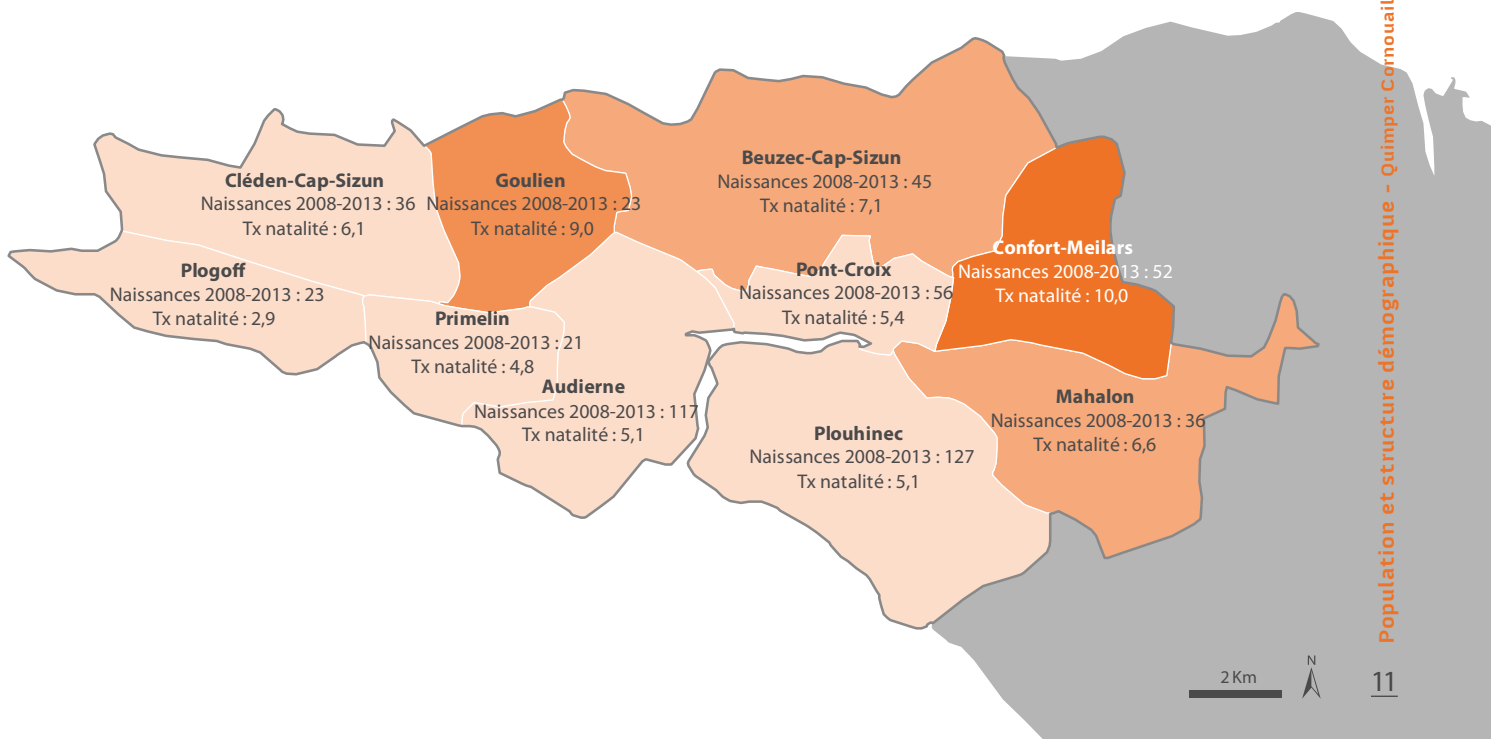 Cléden-Cap-Sizun
Naissances 2008-2013 : 36
Tx natalité : 6,1
Goulien
Naissances 2008-2013 : 23
Tx natalité : 9,0
Beuzec-Cap-Sizun
Naissances 2008-2013 : 45
Tx natalité : 7,1
Confort-Meilars
Naissances 2008-2013 : 52
Tx natalité : 10,0
Plogoff
Naissances 2008-2013 : 23
Tx natalité : 2,9
Pont-Croix
Naissances 2008-2013 : 56
Tx natalité : 5,4
Primelin
Naissances 2008-2013 : 21
Tx natalité : 4,8
Audierne
Naissances 2008-2013 : 117
Tx natalité : 5,1
Plouhinec
Naissances 2008-2013 : 127
Tx natalité : 5,1
Mahalon
Naissances 2008-2013 : 36
Tx natalité : 6,6
Population et structure démographique - Quimper Cornouail
2 Km
N
11